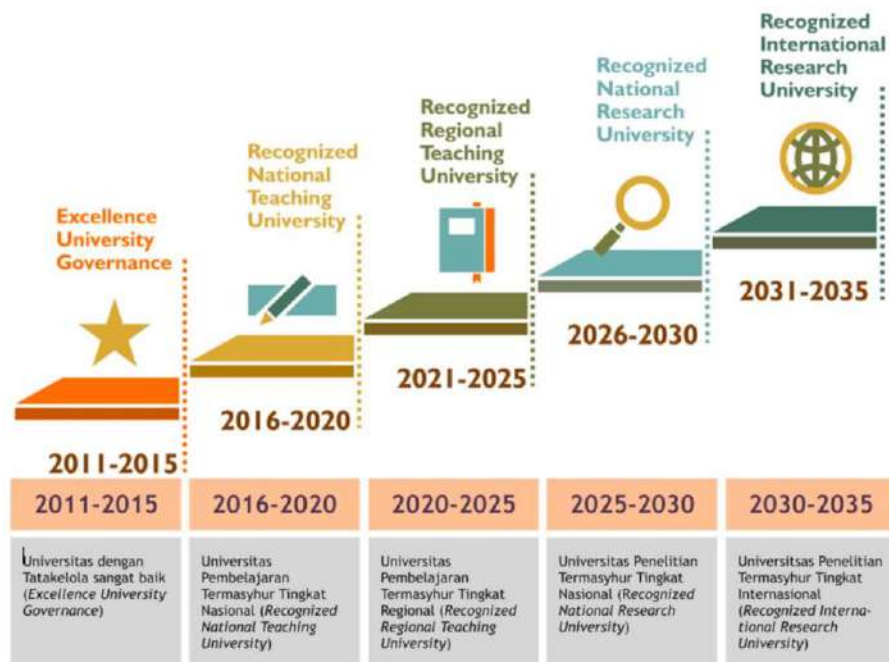 Excellence
University
Governance
2011-2015
Recognized
National
Teaching
University
2016-2020
Recognized
Regional
Teaching
University
2021-2025
Recognized
National
Research
University
2026-2030
Recognized
International
Research
University
2031-2035
2011-2015
2016-2020
2020-2025
2025-2030
2030-2035
Universitas dengan
Tatakelola sangat baik
(Excellence University
Governance)
Universitas
Pembelajaran
Termasyhur Tingkat
Nasional (Recognized
National Teaching
University)
Universitas
Pembelajaran
Termasyhur Tingkat
Regional (Recognized
Regional Teaching
University)
Universitas Penelitian
Termasyhur Tingkat
Nasional (Recognized
National Research
University)
Universitsas Penelitian
Termasyhur Tingkat
Internasional
(Recognized Interna-
tional Research
University)